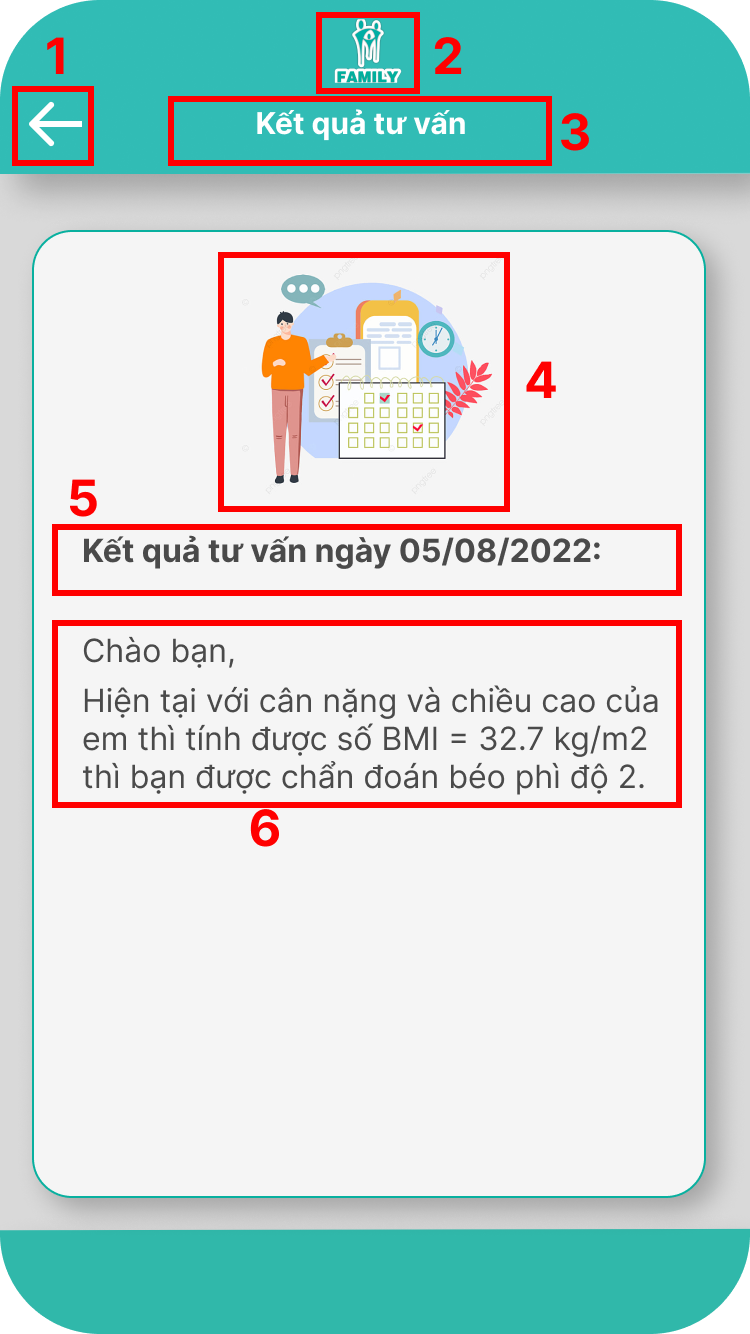 1
2
FAMILY
Kết quả tư vấn
3
4
5
Kết quả tư vấn ngày 05/08/2022:
Chào bạn,
Hiện tại với cân nặng và chiều cao của
em thì tính được số BMI = 32.7 kg/m2
thì bạn được chẩn đoán béo phì độ 2.
6